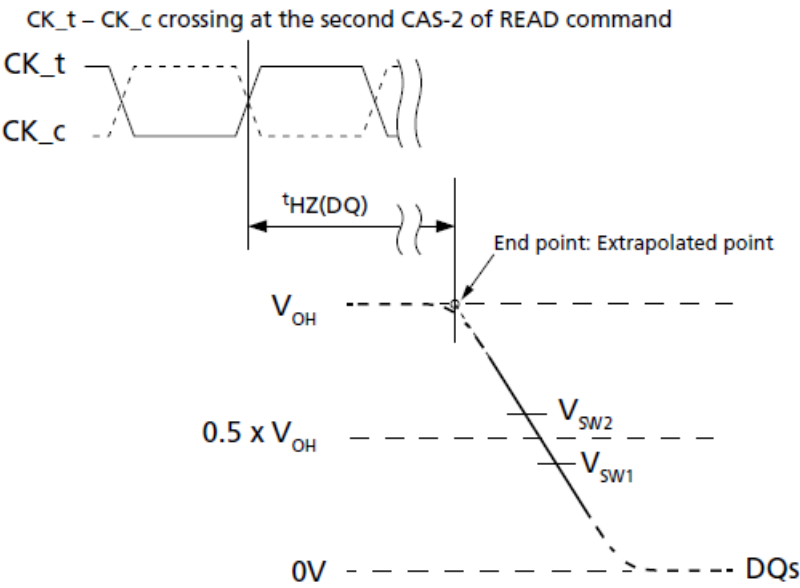 CK_t – CK_c crossing at the second CAS-2 of READ command
CK_t
CK_c
tHZ(DQ)
End point: Extrapolated point
VOH
VSW2
0.5 x VOH
VSW1
0V
DQs